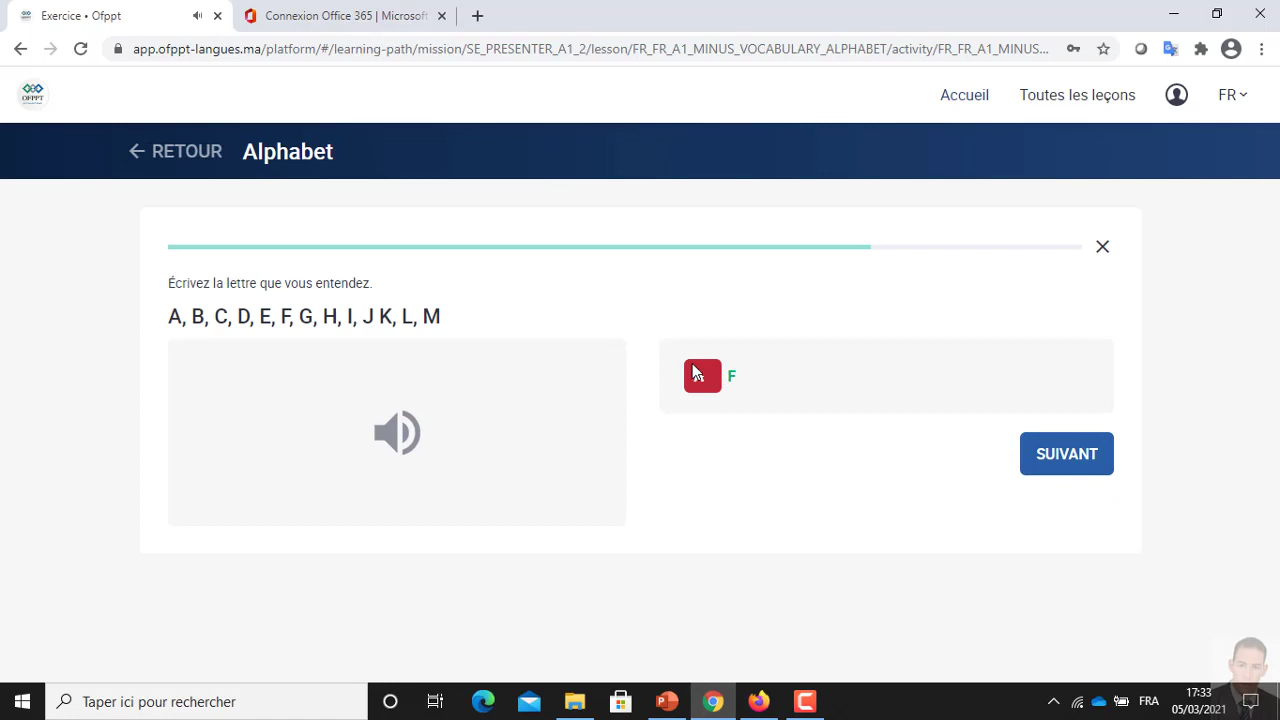 Exercice • Ofppt
Connexion Office 365 | Microsoft
app.ofppt-langues.ma/platform/#/learning-path/mission/SE_PRESENTER_A1_2/lesson/FR_FR_A1_MINUS_VOCABULARY_ALPHABET/activity/FR_FR_A1_MINUS...
OFPPT
Accueil
Toutes les leçons
FR
← RETOUR
Alphabet
Écrivez la lettre que vous entendez.
A, B, C, D, E, F, G, H, I, J K, L, M
F
SUIVANT
Taper ici pour rechercher
FRA
17:33
05/03/2021